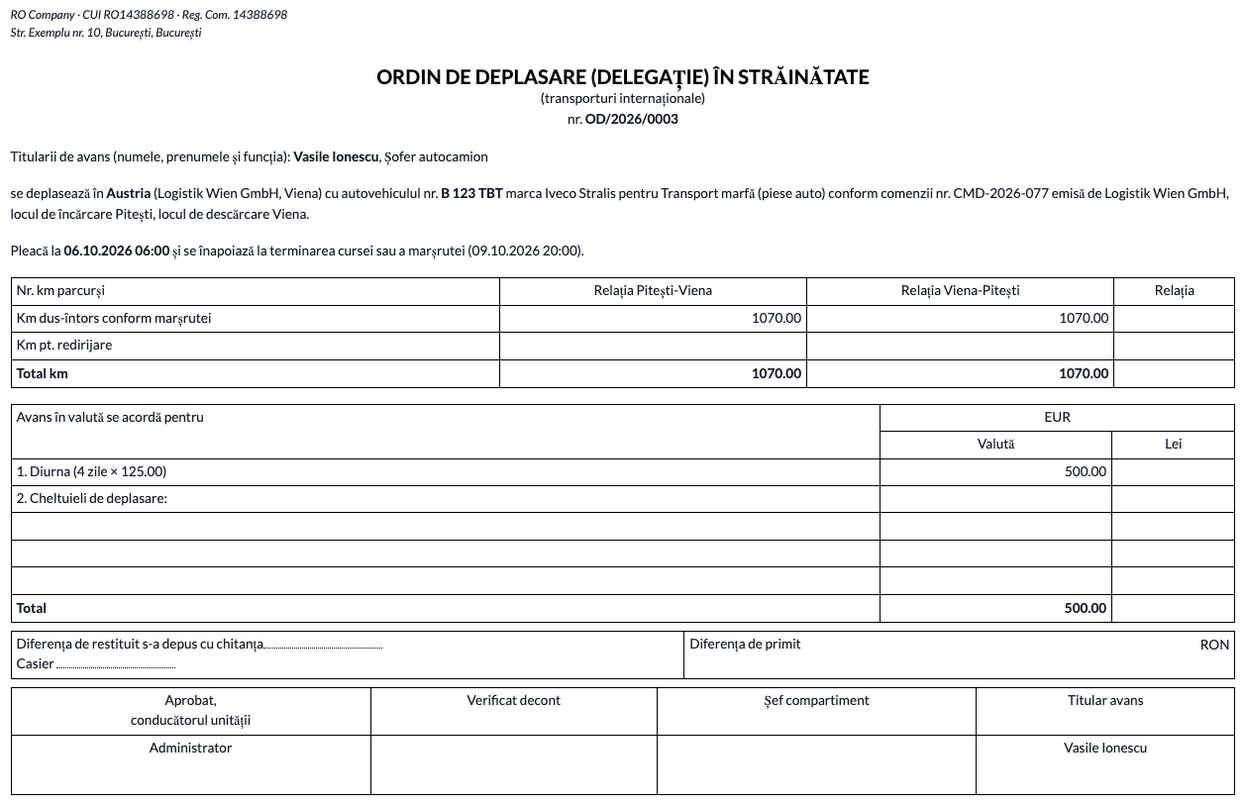 RO Company · CUI RO14388698 · Reg. Com. 14388698
Str. Exemplu nr. 10, București, București
ORDIN DE DEPLASARE (DELEGAȚIE) ÎN STRĂINĂTATE
(transporturi internaționale)
nr. OD/2026/0003
Titularii de avans (numele, prenumele și funcția): Vasile Ionescu, Șofer autocamion
se deplasează în Austria (Logistik Wien GmbH, Viena) cu autovehiculul nr. B 123 TBT marca Iveco Stralis pentru Transport marfă (piese auto) conform comenzii nr. CMD-2026-077 emisă de Logistik Wien GmbH,
locul de încărcare Pitești, locul de descărcare Viena.
Pleacă la 06.10.2026 06:00 și se înapoiază la terminarea cursei sau a marșrutei (09.10.2026 20:00).
Nr. km parcurși Relația Pitești-Viena Relația Viena-Pitești Relația
Km dus-întors conform marșrutei 1070.00 1070.00
Km pt. redirijare
Total km 1070.00 1070.00
Avans în valută se acordă pentru EUR
Valută Lei
1. Diurna (4 zile × 125.00) 500.00
2. Cheltuieli de deplasare:
Total 500.00
Diferența de restituit s-a depus cu chitanța Diferența de primit RON
Casier
Aprobat, Verificat decont Șef compartiment Titular avans
conducătorul unității
Administrator Vasile Ionescu